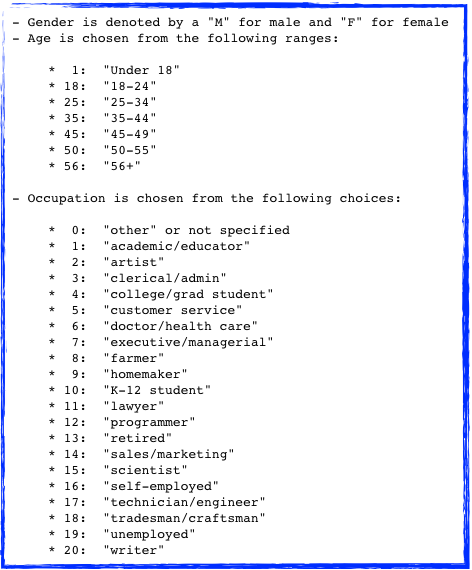 - Gender is denoted by a "M" for male and "F" for female
- Age is chosen from the following ranges:
* 1: "Under 18"
* 18: "18-24"
* 25: "25-34"
* 35: "35-44"
* 45: "45-49"
* 50: "50-55"
* 56: "56+"
- Occupation is chosen from the following choices:
* 0: "other" or not specified
* 1: "academic/educator"
* 2: "artist"
* 3: "clerical/admin"
* 4: "college/grad student"
* 5: "customer service"
* 6: "doctor/health care"
* 7: "executive/managerial"
* 8: "farmer"
* 9: "homemaker"
* 10: "K-12 student"
* 11: "lawyer"
* 12: "programmer"
* 13: "retired"
* 14: "sales/marketing"
* 15: "scientist"
* 16: "self-employed"
* 17: "technician/engineer"
* 18: "tradesman/craftsman"
* 19: "unemployed"
* 20: "writer"